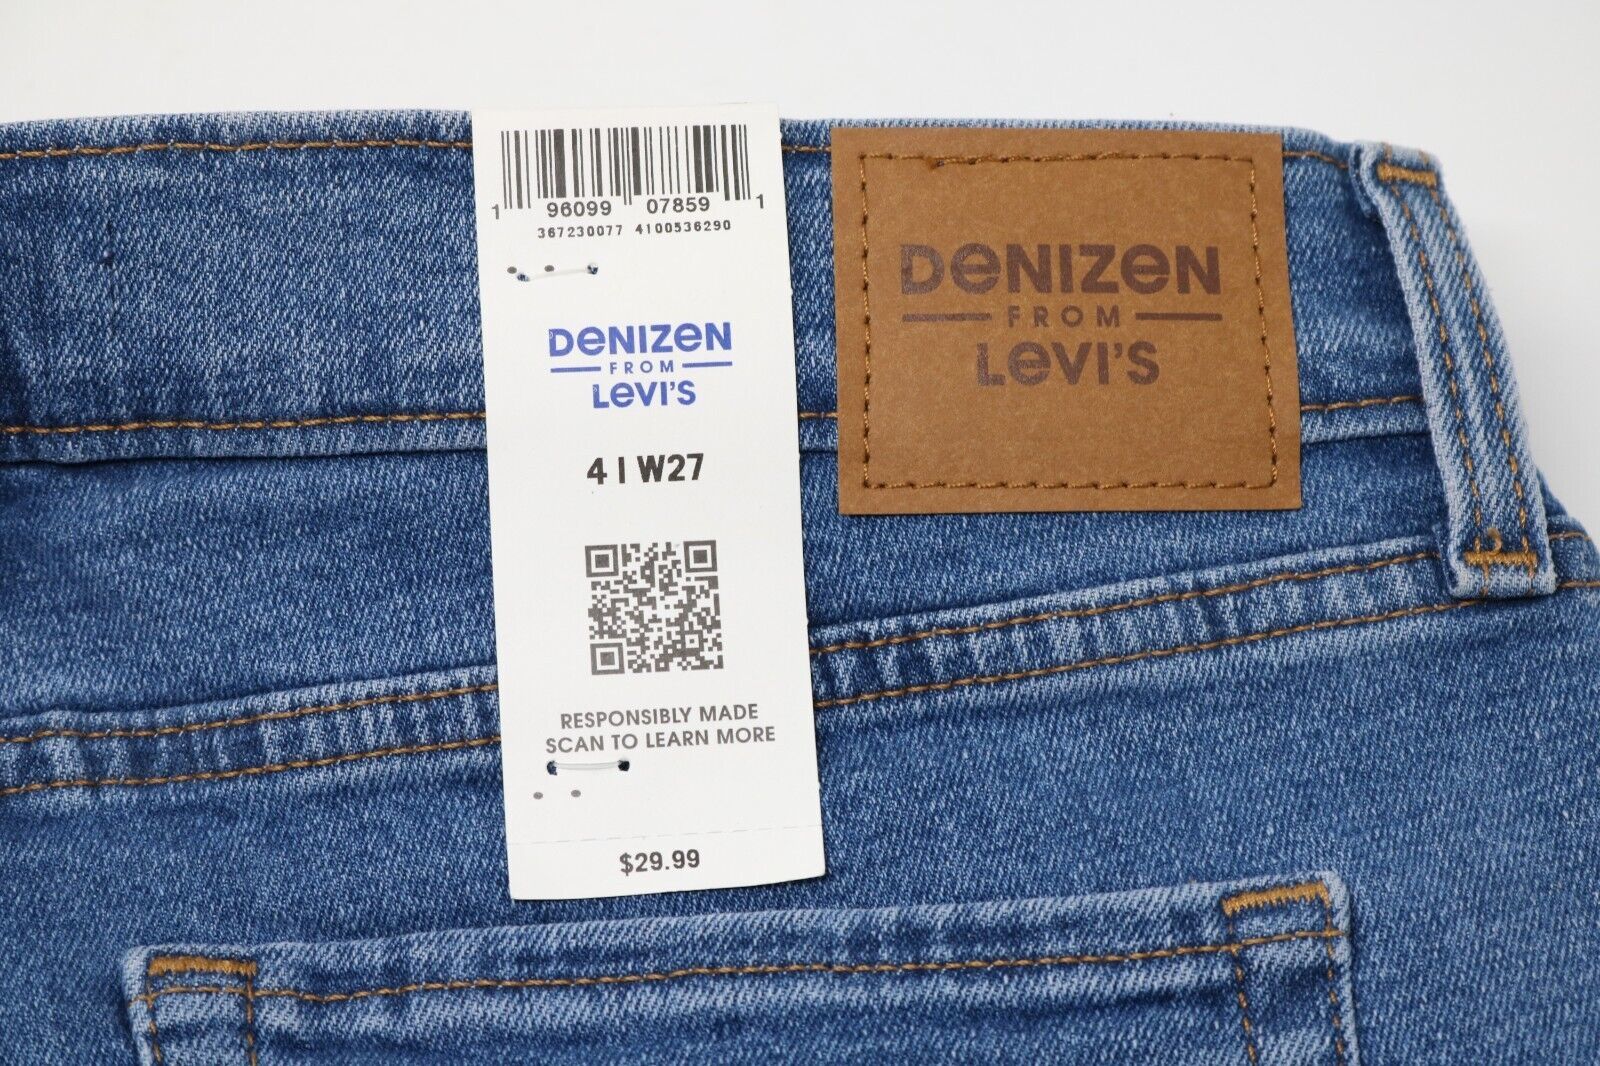 1 96099 07859 1
367230077 4100536290
DeNIZeN
FROM
LeVI'S
4 | W27
RESPONSIBLY MADE
SCAN TO LEARN MORE
$29.99
DeNIZeN
FROM
LeVI'S